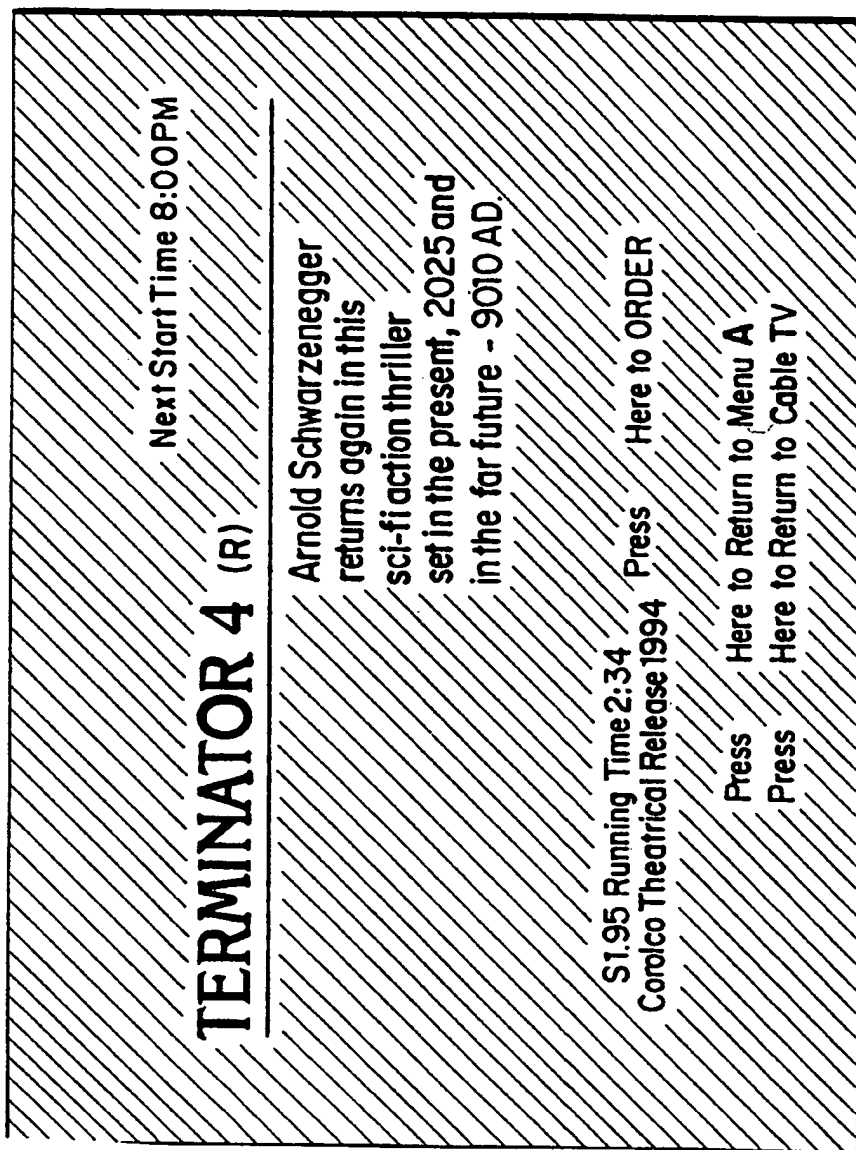 Next Start Time 8:00PM
TERMINATOR 4 (R)
Arnold Schwarzenegger
returns again in this
sci-fi action thriller
set in the present, 2025 and
in the far future - 9010 AD.
S1.95 Running Time 2:34
Corolco Theatrical Release 1994
Press Here to ORDER
Press Here to Return to Menu A
Press Here to Return to Cable TV